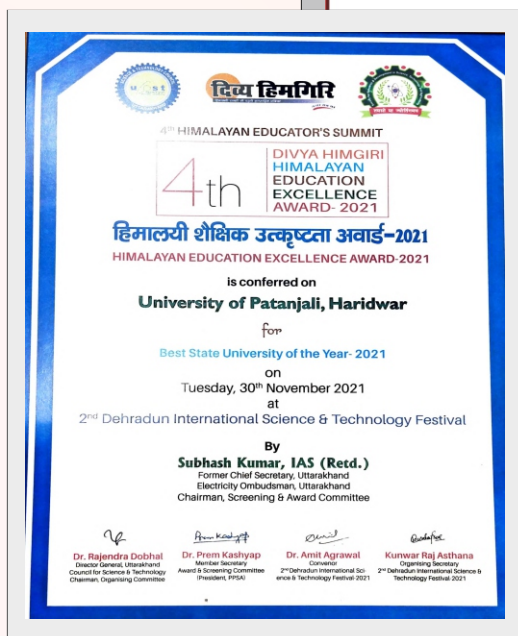 दिव्य हिमगिरि
4th HIMALAYAN EDUCATOR'S SUMMIT
4th
DIVYA HIMGIRI
HIMALAYAN
EDUCATION
EXCELLENCE
AWARD- 2021
हिमालयी शैक्षिक उत्कृष्टता अवार्ड-2021
HIMALAYAN EDUCATION EXCELLENCE AWARD-2021
is conferred on
University of Patanjali, Haridwar
for
Best State University of the Year- 2021
on
Tuesday, 30th November 2021
at
2nd Dehradun International Science & Technology Festival
By
Subhash Kumar, IAS (Retd.)
Former Chief Secretary, Uttarakhand
Electricity Ombudsman, Uttarakhand
Chairman, Screening & Award Committee
Dr. Rajendra Dobhal
Director General, Uttarakhand
Council for Science & Technology
Chairman, Organising Committee
Dr. Prem Kashyap
Member Secretary
Award & Screening Committee
(President, PPSA)
Dr. Amit Agrawal
Convenor
2nd Dehradun International Sci-
ence & Technology Festival-2021
Kunwar Raj Asthana
Organising Secretary
2nd Dehradun International Science &
Technology Festival-2021